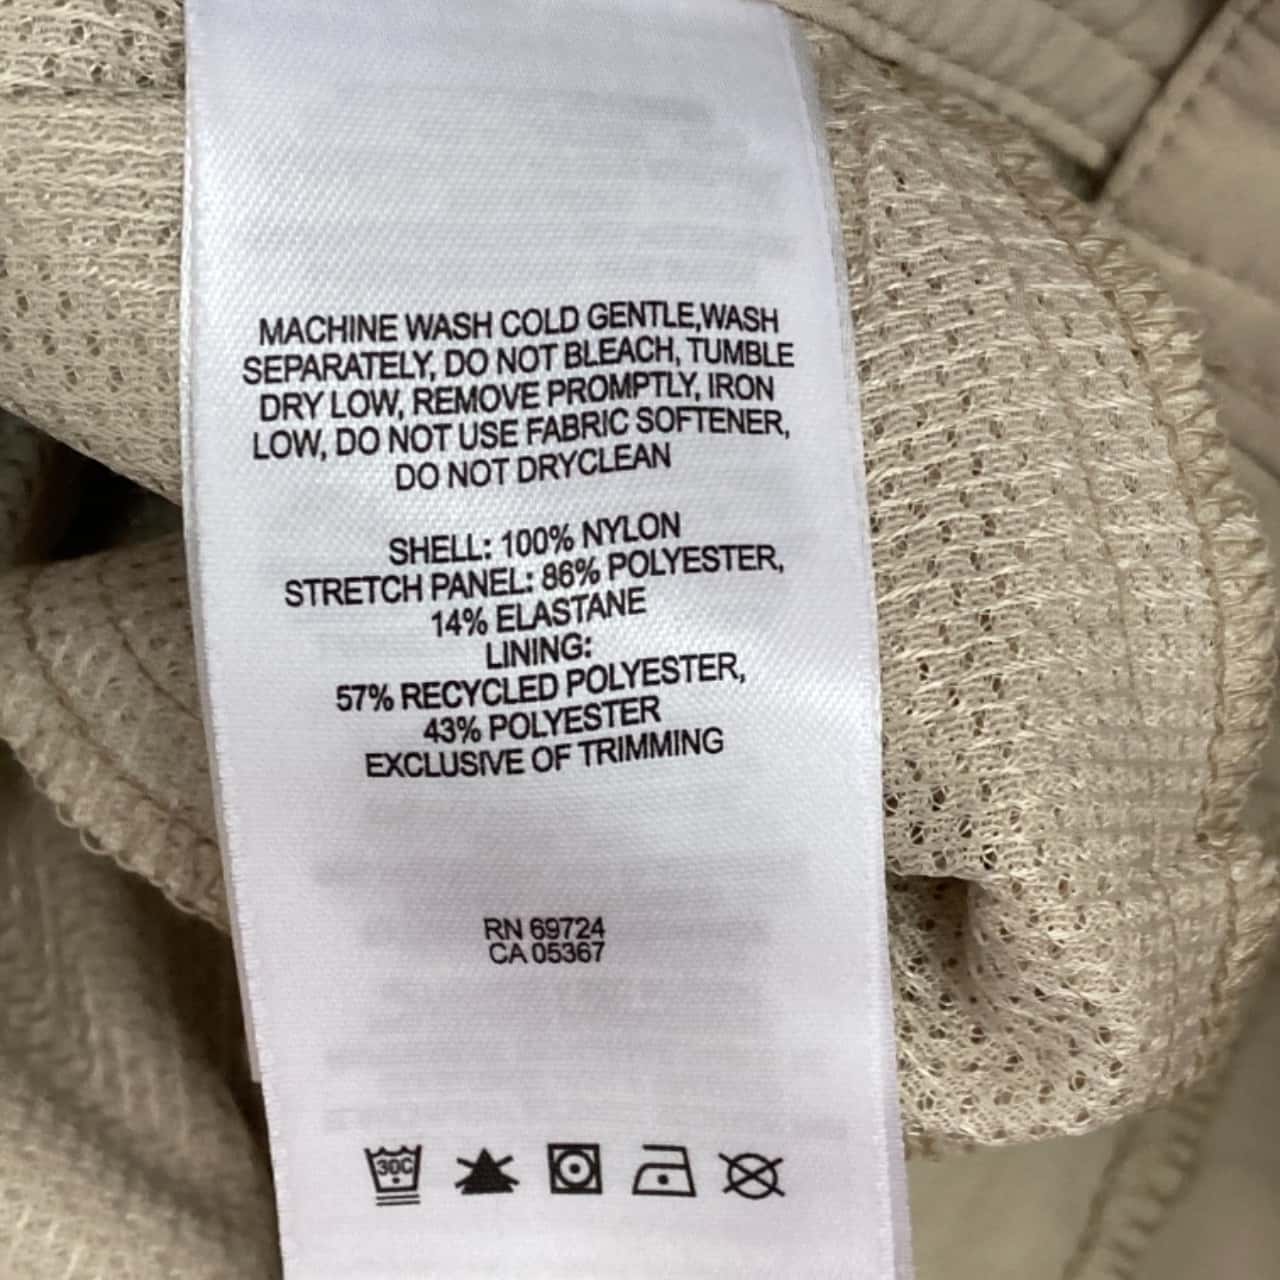 MACHINE WASH COLD GENTLE,WASH
SEPARATELY, DO NOT BLEACH, TUMBLE
DRY LOW, REMOVE PROMPTLY, IRON
LOW, DO NOT USE FABRIC SOFTENER,
DO NOT DRYCLEAN
SHELL: 100% NYLON
STRETCH PANEL: 86% POLYESTER,
14% ELASTANE
LINING:
57% RECYCLED POLYESTER,
43% POLYESTER
EXCLUSIVE OF TRIMMING
RN 69724
CA 05367
30C